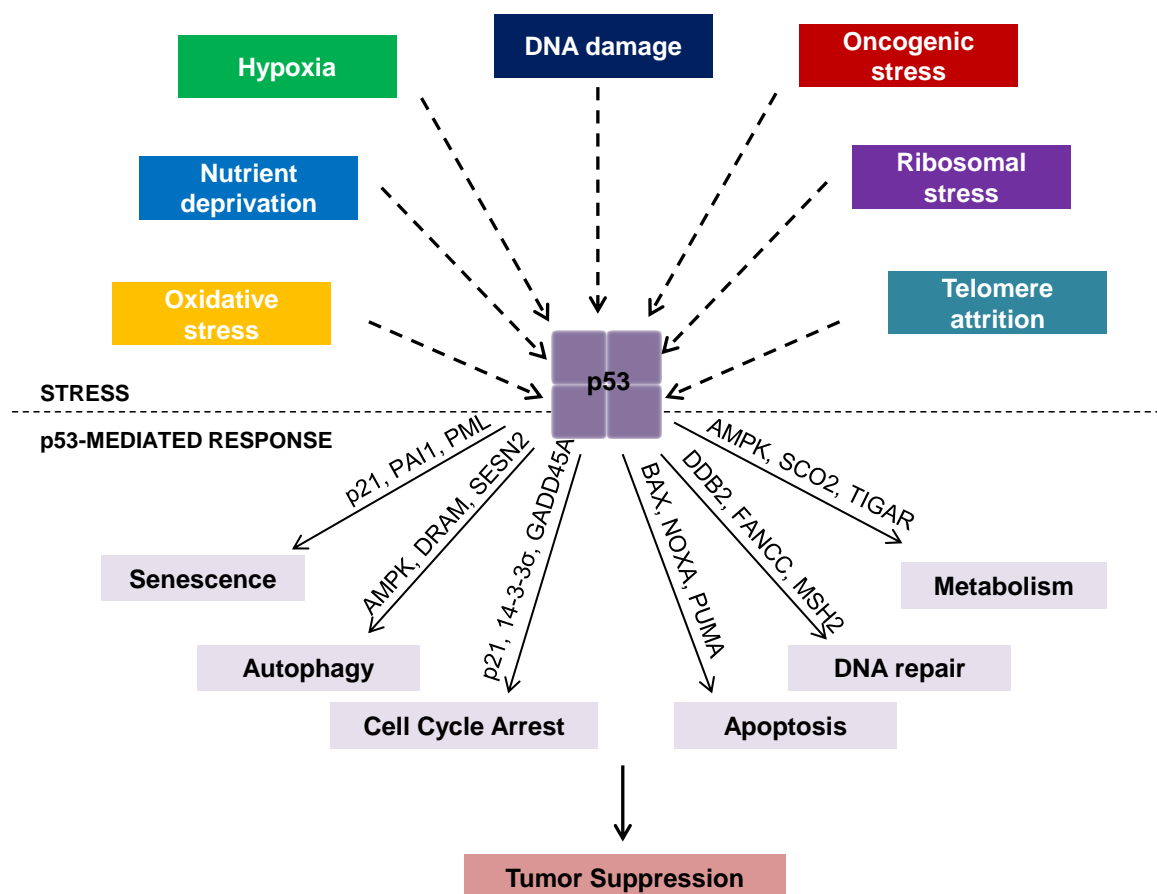 DNA damage
Oncogenic
stress
Hypoxia
Nutrient
deprivation
Ribosomal
stress
Oxidative
stress
Telomere
attrition
p53
STRESS
p53-MEDIATED RESPONSE
p21, PAI1, PML
AMPK, DRAM, SESN2
p21, 14-3-3σ, GADD45A
BAX, NOXA, PUMA
DDB2, FANCC, MSH2
AMPK, SCO2, TIGAR
Senescence
Metabolism
Autophagy
DNA repair
Cell Cycle Arrest
Apoptosis
Tumor Suppression